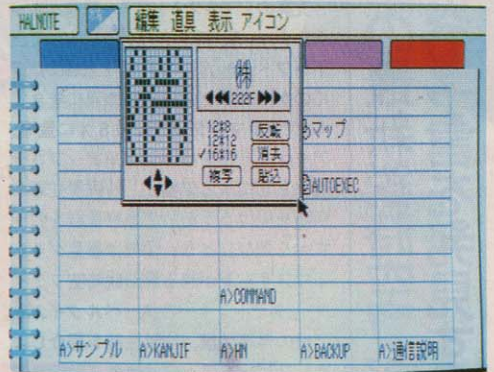 HALNOTE 編集 道具 表示 アイコン
㈱
222F
12*8
12*12
✓16*16
反転
消去
複写 貼込
マップ
AUTOEXEC
A>COMMAND
A>サンプル A>KANJIF A>HN A>BACKUP A>通信説明